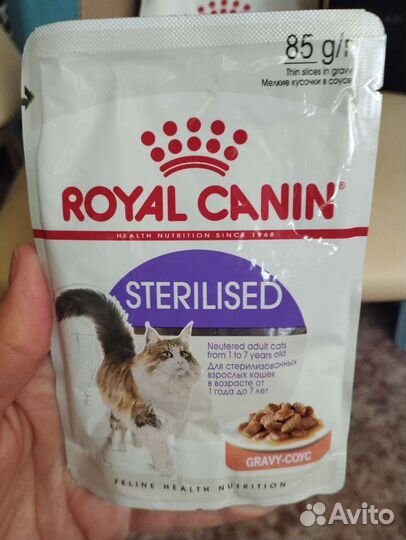 85 g/г
Thin slices in gravy
Мелкие кусочки в соусе
ROYAL CANIN®
HEALTH NUTRITION SINCE 1968
STERILISED
Neutered adult cats
from 1 to 7 years old
Для стерилизованных
взрослых кошек
в возрасте от
1 года до 7 лет
GRAVY-СОУС
FELINE HEALTH NUTRITION
Avito